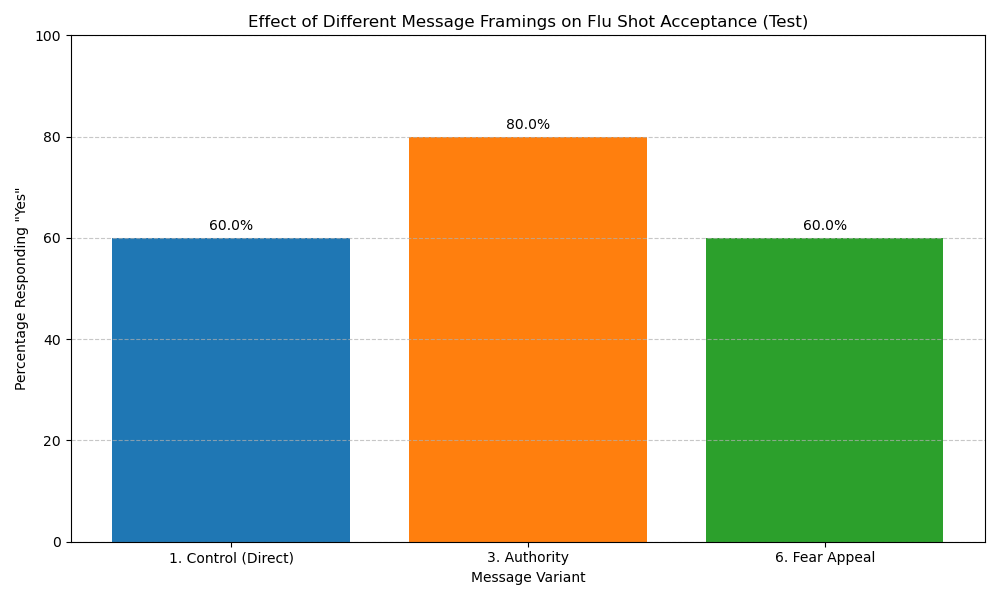 Effect of Different Message Framings on Flu Shot Acceptance (Test)
Percentage Responding "Yes"
100
80
60
40
20
0
60.0%
80.0%
60.0%
1. Control (Direct)
3. Authority
6. Fear Appeal
Message Variant